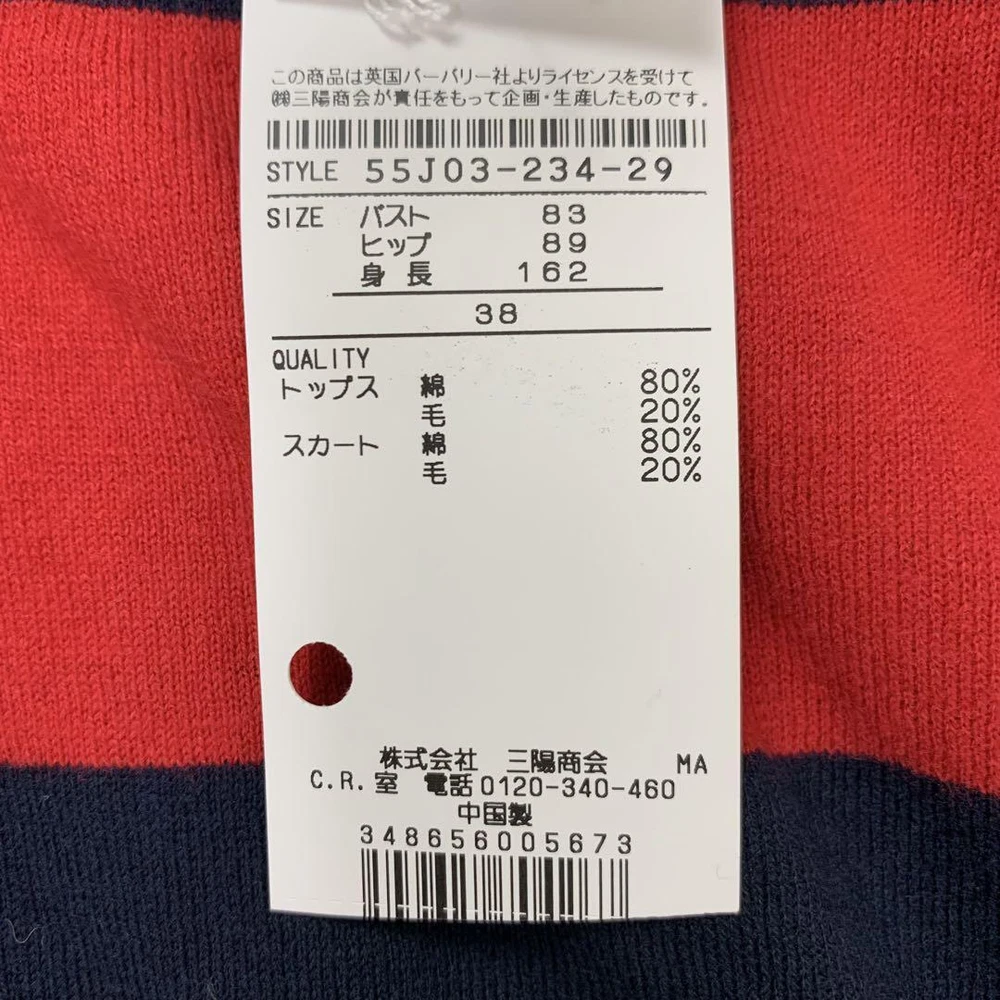 この商品は英国バーバリー社よりライセンスを受けて
㈱三陽商会が責任をもって企画・生産したものです。
STYLE 55J03-234-29
SIZE バスト 83
ヒップ 89
身 長 162
38
QUALITY
トップス 綿 80%
毛 20%
スカート 綿 80%
毛 20%
株式会社 三陽商会 MA
C.R.室 電話0120-340-460
中国製
348656005673